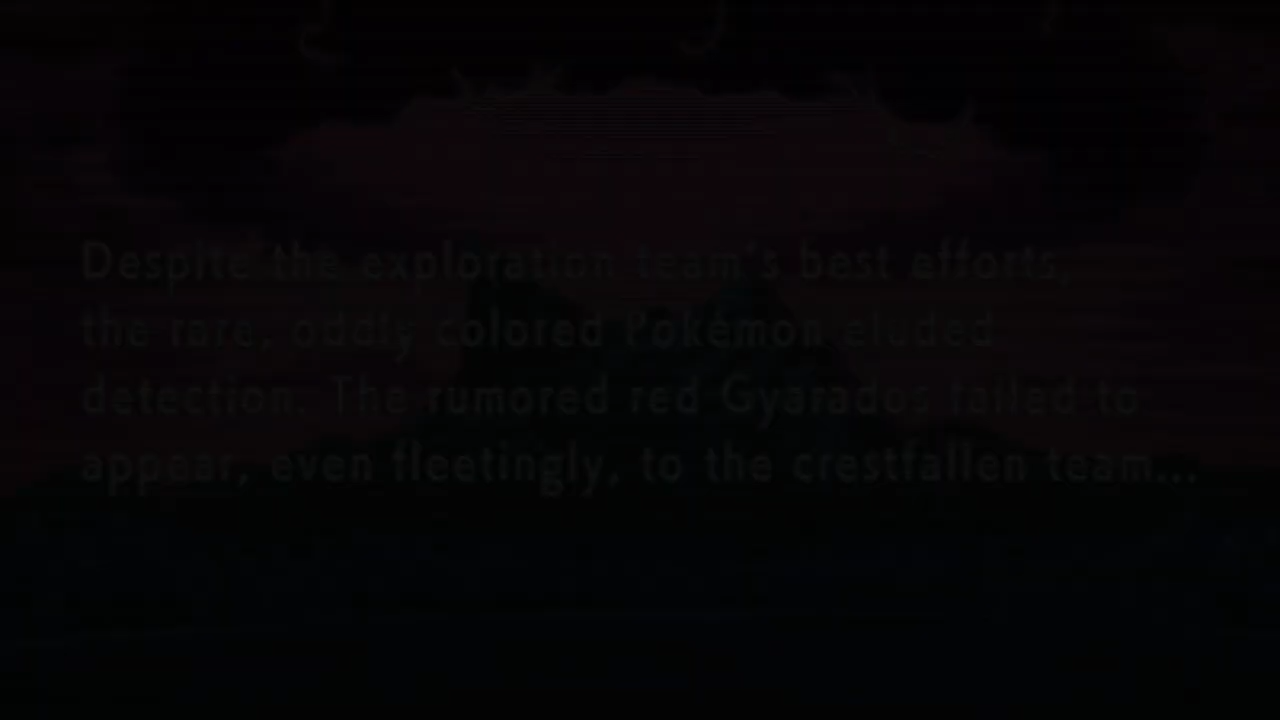 Despite the exploration team's best efforts,
the rare, oddly colored Pokémon eluded
detection. The rumored red Gyarados failed to
appear, even fleetingly, to the crestfallen team...